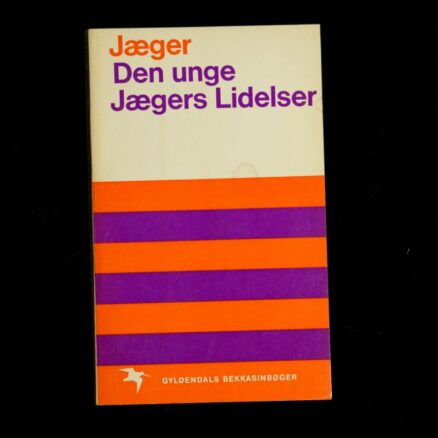 Jæger
Den unge
Jægers Lidelser
GYLDENDALS BEKKASINBØGER